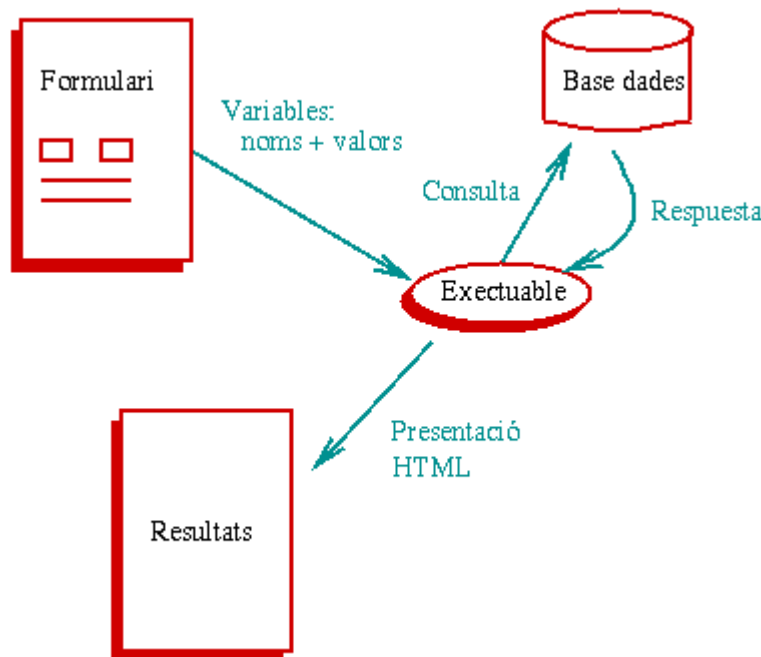 Formulari
Variables:
noms + valors
Base dades
Consulta
Respuesta
Exectuable
Presentació
HTML
Resultats